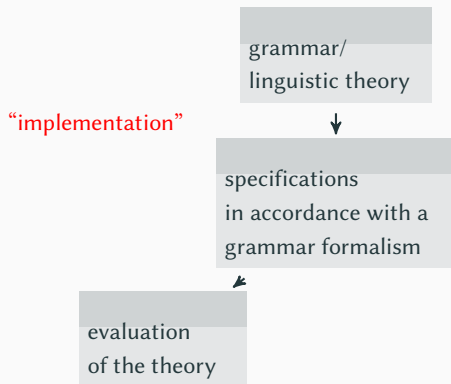 grammar/
linguistic theory
“implementation”
specifications
in accordance with a
grammar formalism
evaluation
of the theory